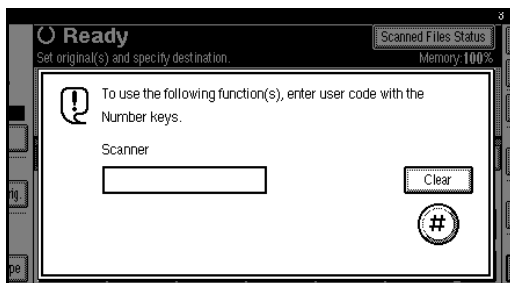 Ready
Scanned Files Status
Set original(s) and specify destination.
Memory:100%
To use the following function(s), enter user code with the
Number keys.
Scanner
Clear
#